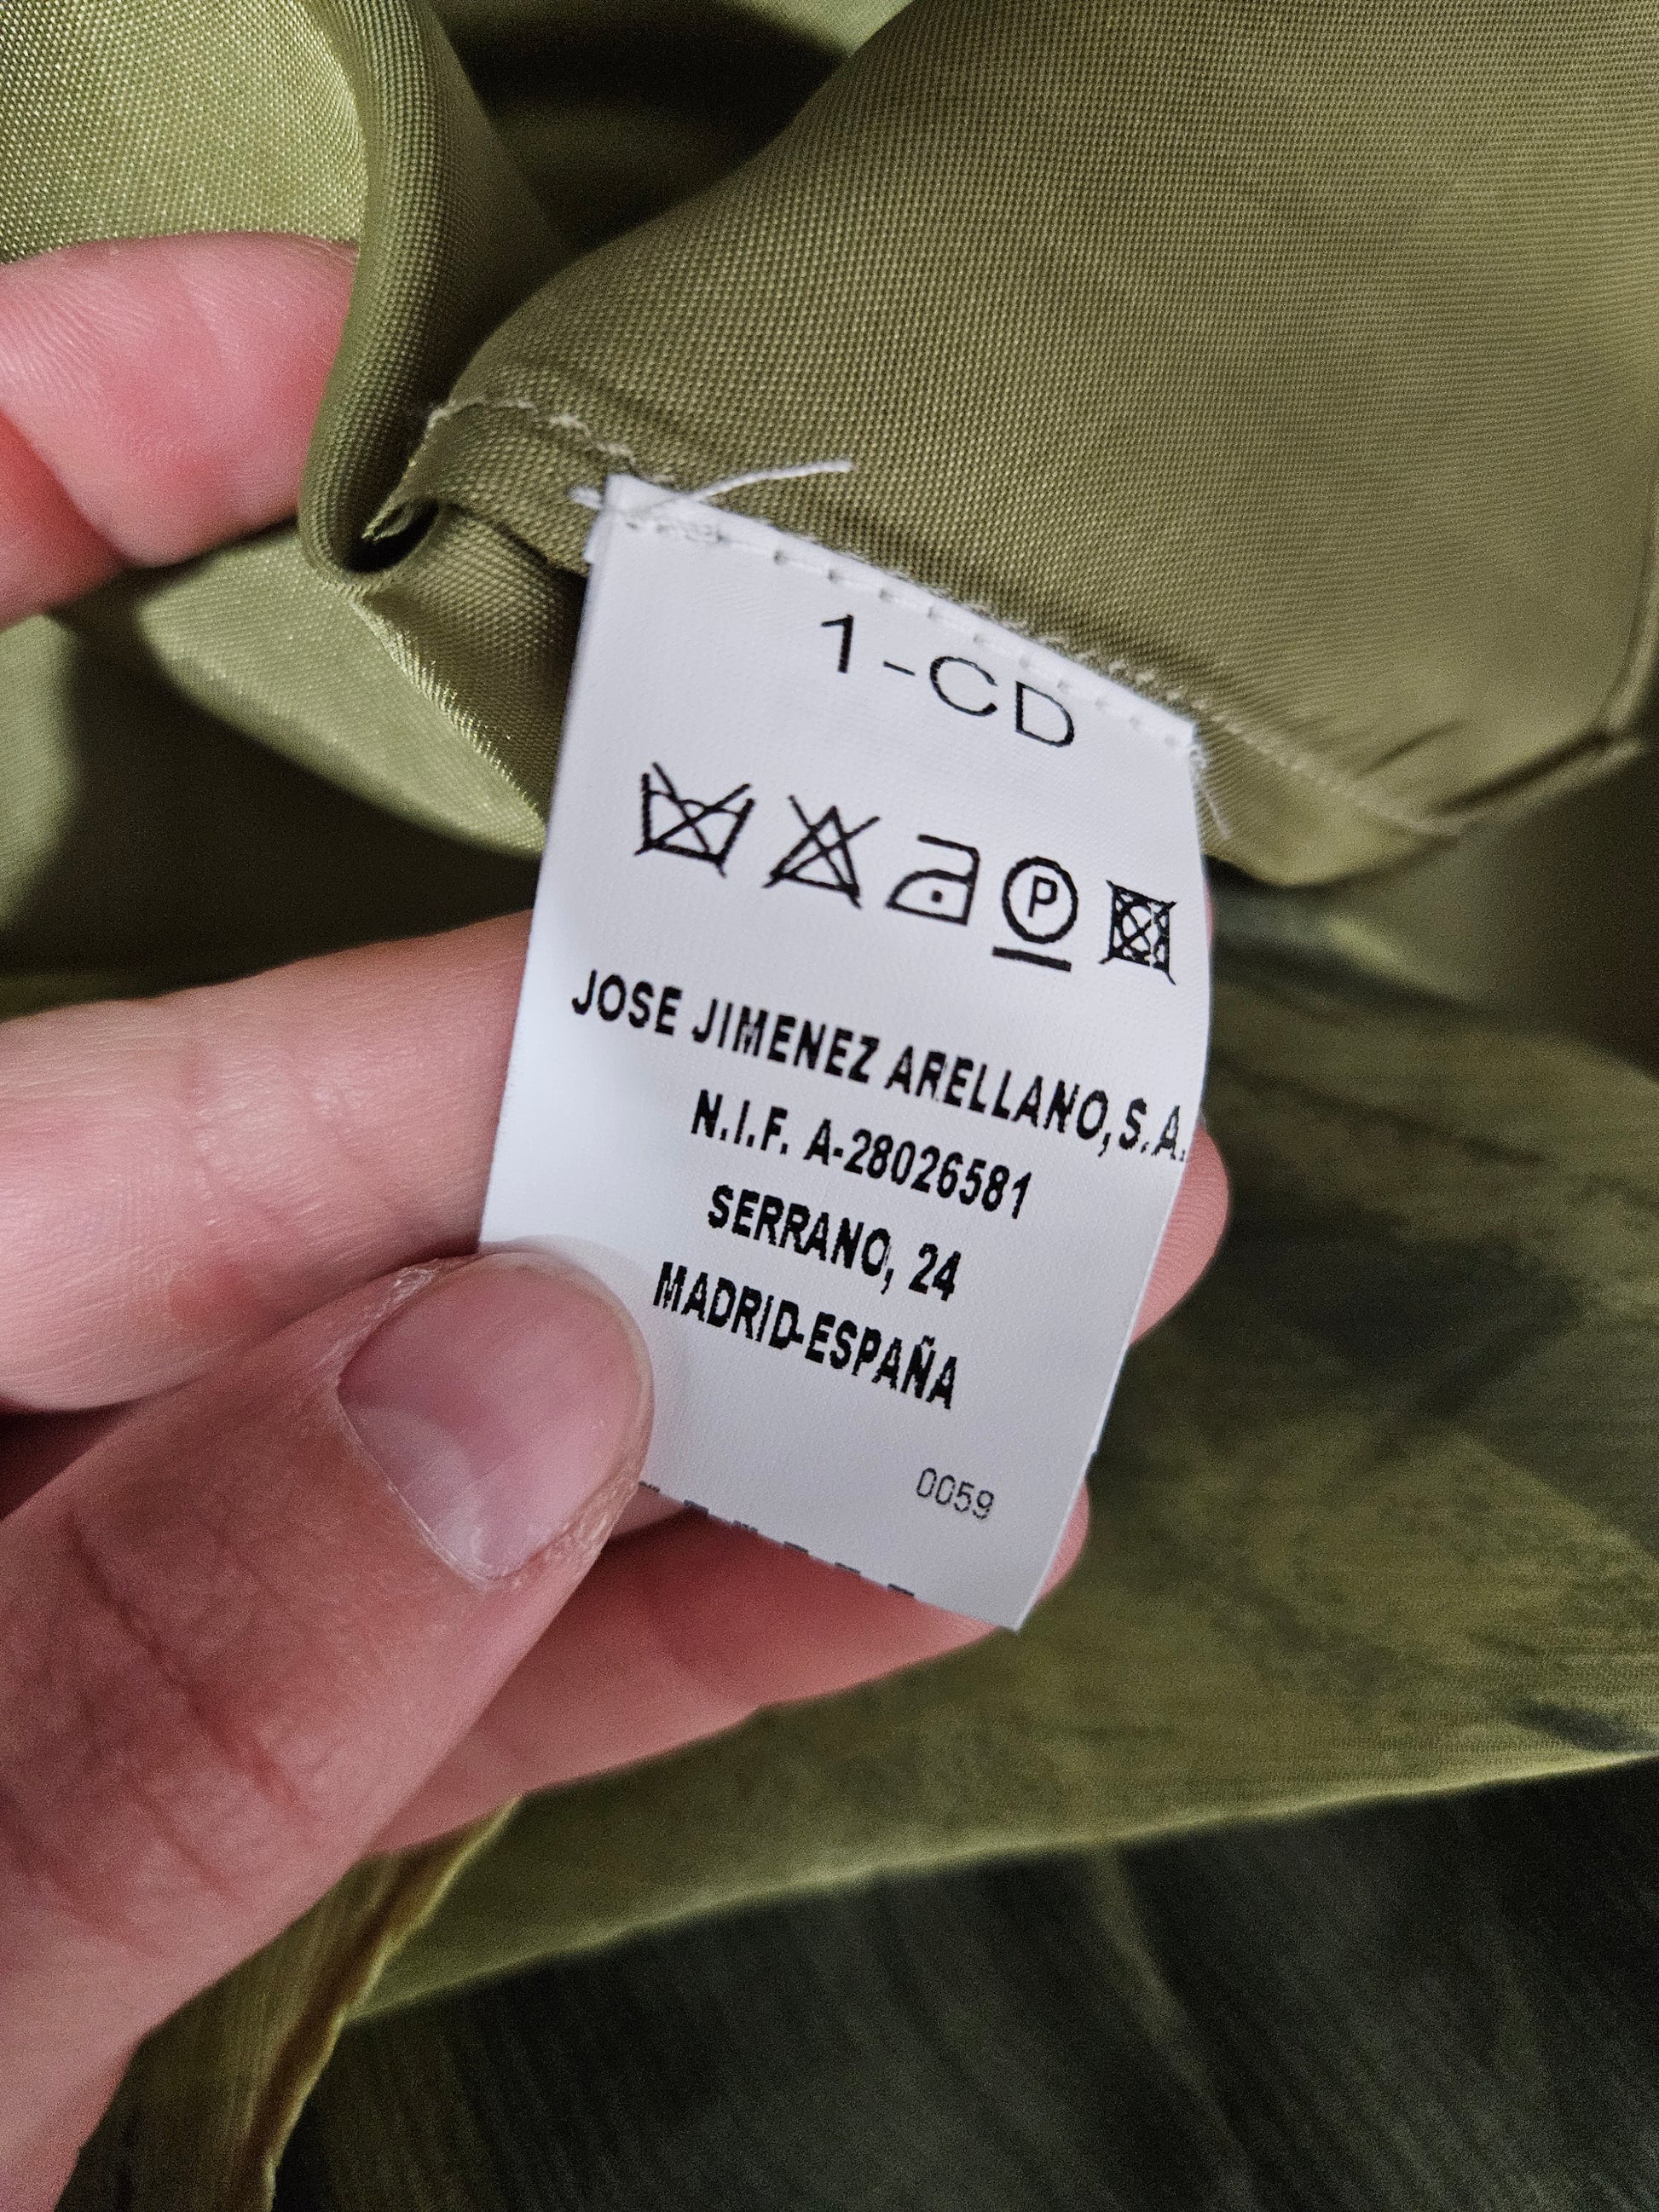 1-CD
P
JOSE JIMENEZ ARELLANO,S.A.
N.I.F. A-28026581
SERRANO, 24
MADRID-ESPAÑA
0059